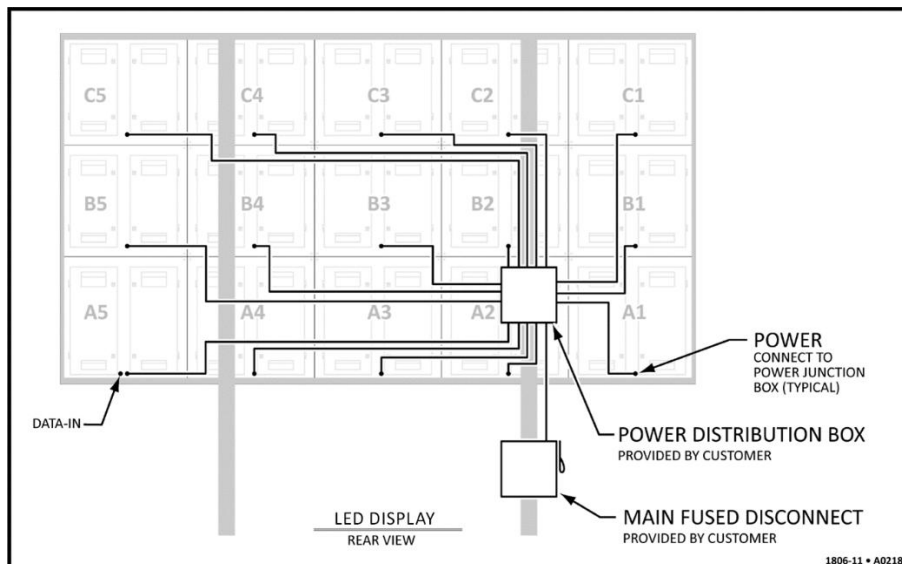 C5 C4 C3 C2 C1
B5 B4 B3 B2 B1
A5 A4 A3 A2 A1
POWER
CONNECT TO
POWER JUNCTION
BOX (TYPICAL)
DATA-IN
POWER DISTRIBUTION BOX
PROVIDED BY CUSTOMER
LED DISPLAY
REAR VIEW
MAIN FUSED DISCONNECT
PROVIDED BY CUSTOMER
1806-11 • A0218